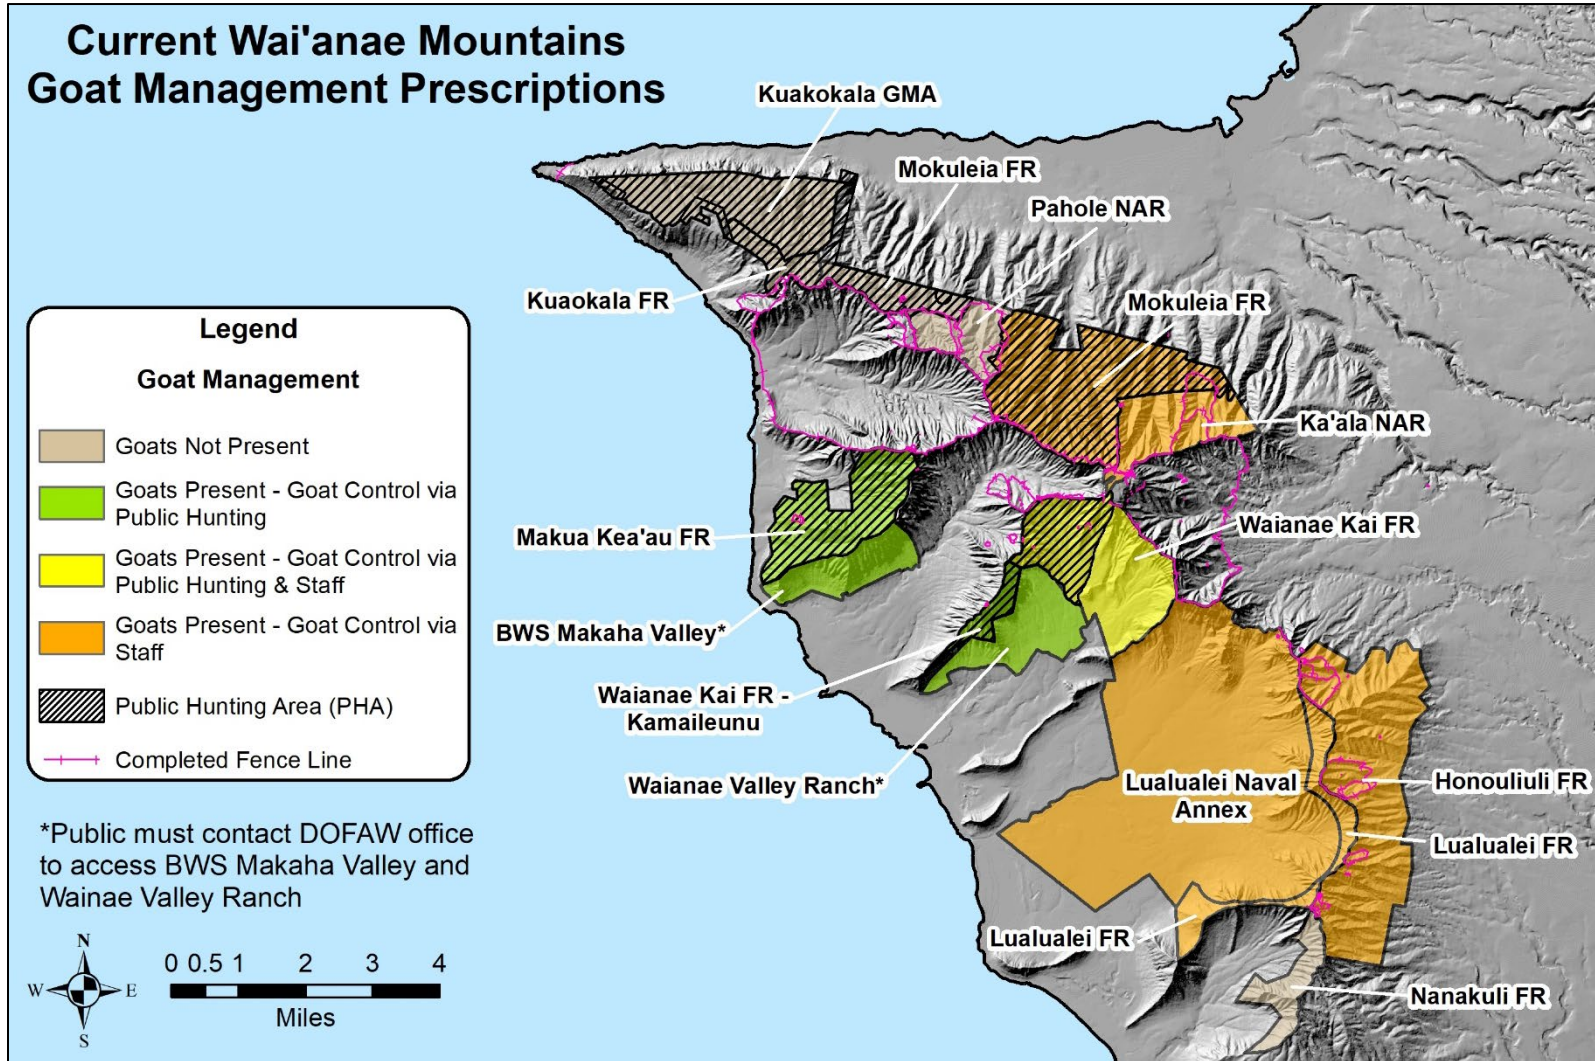 Current Wai'anae Mountains
Goat Management Prescriptions
Kuakokala GMA
Mokuleia FR
Pahole NAR
Kuaokala FR
Mokuleia FR
Ka'ala NAR
Makua Kea'au FR
Waianae Kai FR
BWS Makaha Valley*
Waianae Kai FR -
Kamaileunu
Waianae Valley Ranch*
Lualualei Naval
Annex
Honouliuli FR
Lualualei FR
Lualualei FR
Nanakuli FR
Legend
Goat Management
Goats Not Present
Goats Present - Goat Control via
Public Hunting
Goats Present - Goat Control via
Public Hunting & Staff
Goats Present - Goat Control via
Staff
Public Hunting Area (PHA)
Completed Fence Line
*Public must contact DOFAW office
to access BWS Makaha Valley and
Wainae Valley Ranch
N
W E
S
0 0.5 1 2 3 4
Miles